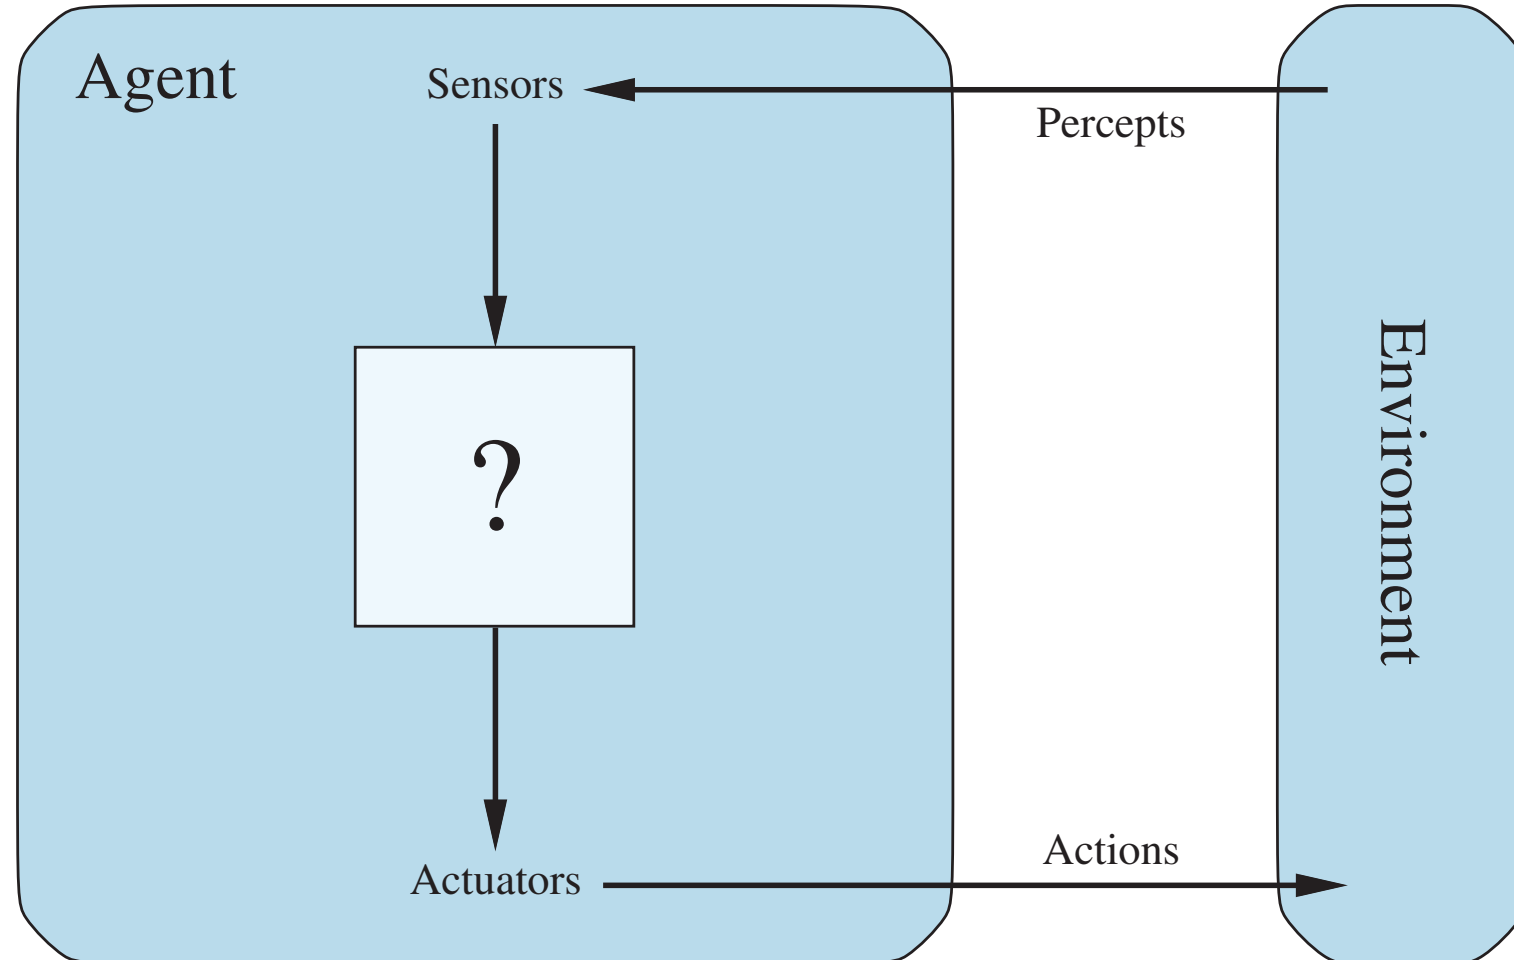 Agent
Sensors
Percepts
?
Environment
Actions
Actuators